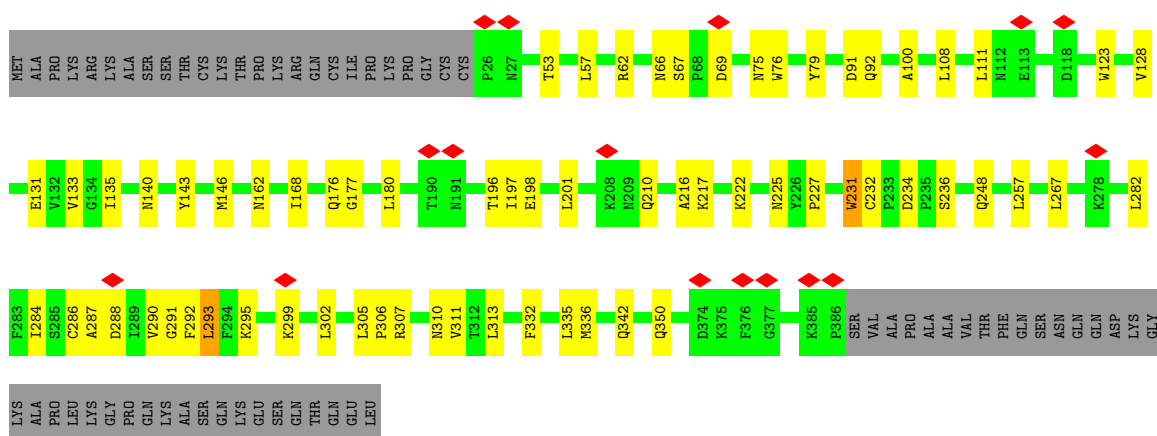 MET ALA PRO LYS ARG LYS ALA SER SER THR CYS LYS THR PRO LYS ARG GLN CYS ILE PRO LYS PRO GLY CYS CYS P26 N27 T53 L57 R62 N66 S67 P68 D69 N75 W76 Y79 D91 Q92 A100 L108 L111 N112 E113 D118 W123 V128
E131 V132 V133 G134 I135 N140 Y143 M146 N162 I168 Q176 G177 L180 T190 N191 T196 I197 E198 L201 K208 N209 Q210 A216 K217 K222 N225 Y226 P227 W231 C232 P233 D234 P235 S236 Q248 L257 L267 K278 L282
F283 I284 S285 C286 A287 D288 I289 V290 G291 F292 L293 F294 K295 K299 L302 L305 P306 R307 N310 V311 T312 L313 F332 L335 M336 Q342 Q350 D374 K375 F376 G377 K385 P386 SER VAL ALA PRO ALA ALA VAL THR PHE GLN SER ASN GLN GLN ASP LYS GLY
LYS ALA PRO LEU LYS GLY PRO GLN LYS ALA SER GLN LYS GLU SER GLN THR GLN GLU LEU